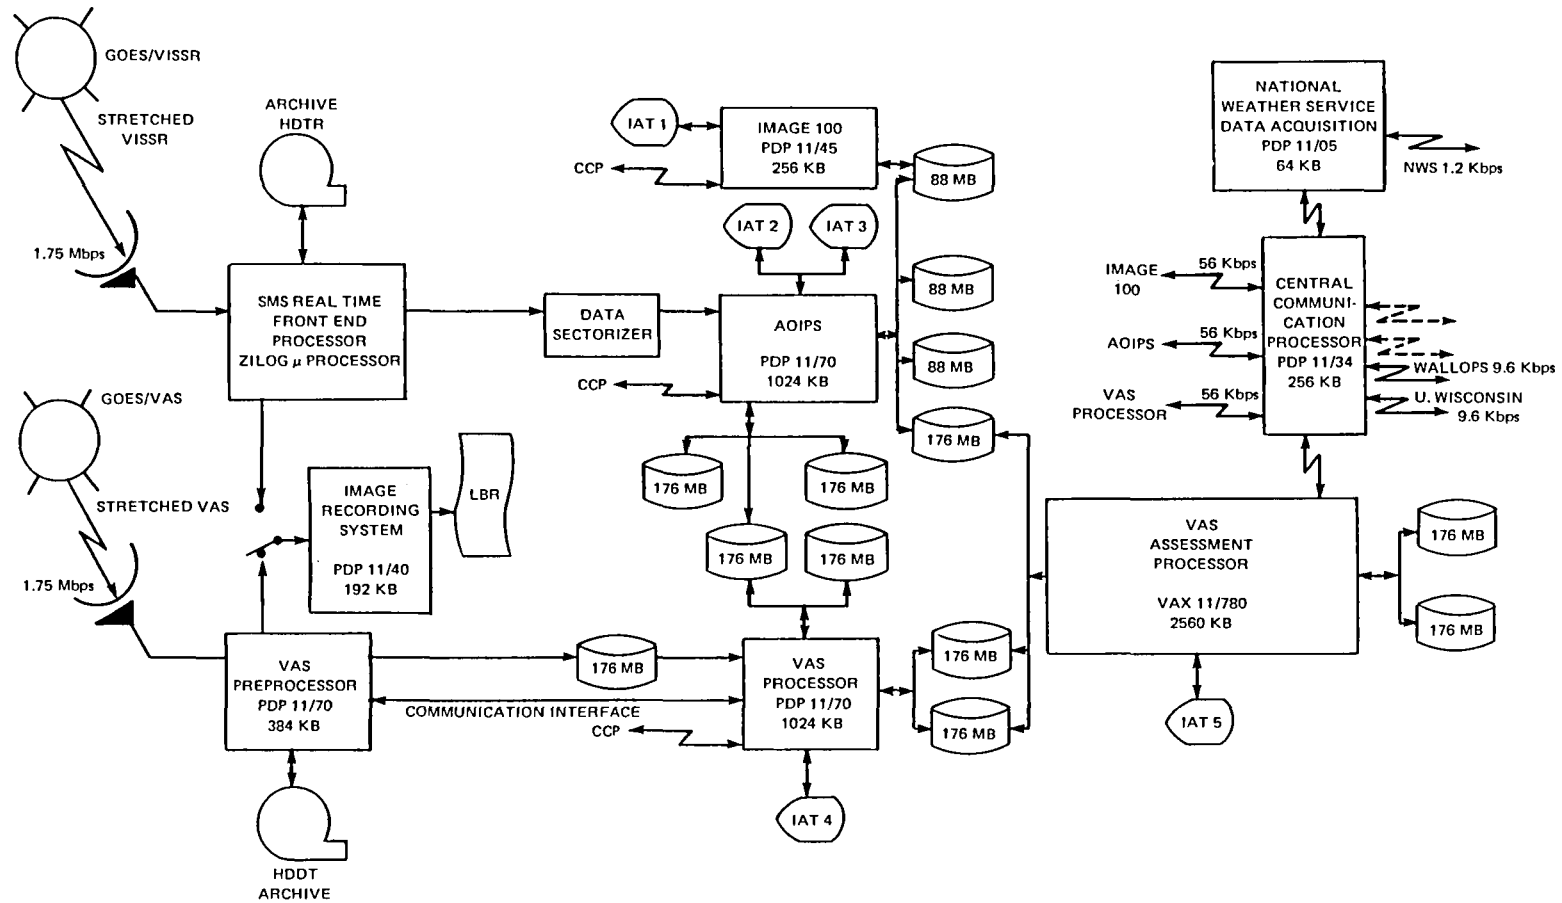 GOES/VISSR
STRETCHED
VISSR
1.75 Mbps
ARCHIVE
HDTR
SMS REAL TIME
FRONT END
PROCESSOR
ZILOG μ PROCESSOR
DATA
SECTORIZER
IAT 1
IMAGE 100
PDP 11/45
256 KB
CCP
88 MB
IAT 2
IAT 3
AOIPS
PDP 11/70
1024 KB
CCP
88 MB
88 MB
176 MB
176 MB
176 MB
176 MB
176 MB
NATIONAL
WEATHER SERVICE
DATA ACQUISITION
PDP 11/05
64 KB
NWS 1.2 Kbps
CENTRAL
COMMUNI-
CATION
PROCESSOR
PDP 11/34
256 KB
IMAGE
100
56 Kbps
AOIPS
56 Kbps
VAS
PROCESSOR
56 Kbps
WALLOPS 9.6 Kbps
U. WISCONSIN
9.6 Kbps
GOES/VAS
STRETCHED VAS
1.75 Mbps
IMAGE
RECORDING
SYSTEM
PDP 11/40
192 KB
LBR
VAS
PREPROCESSOR
PDP 11/70
384 KB
176 MB
COMMUNICATION INTERFACE
CCP
VAS
PROCESSOR
PDP 11/70
1024 KB
176 MB
176 MB
VAS
ASSESSMENT
PROCESSOR
VAX 11/780
2560 KB
176 MB
176 MB
IAT 5
IAT 4
HDDT
ARCHIVE